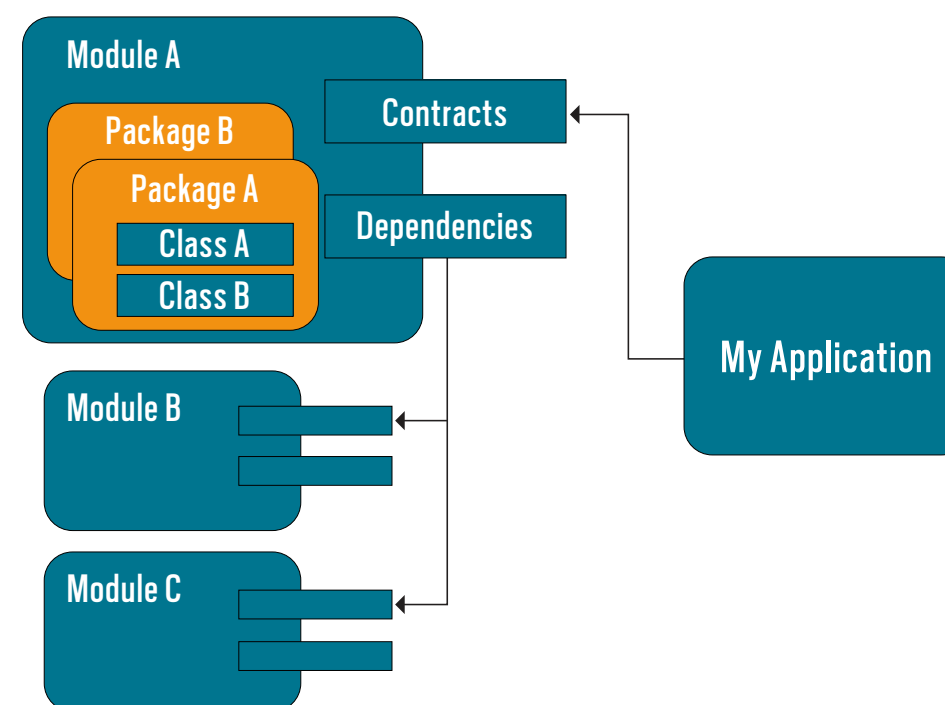 Module A
Contracts
Package B
Package A
Dependencies
Class A
Class B
My Application
Module B
Module C